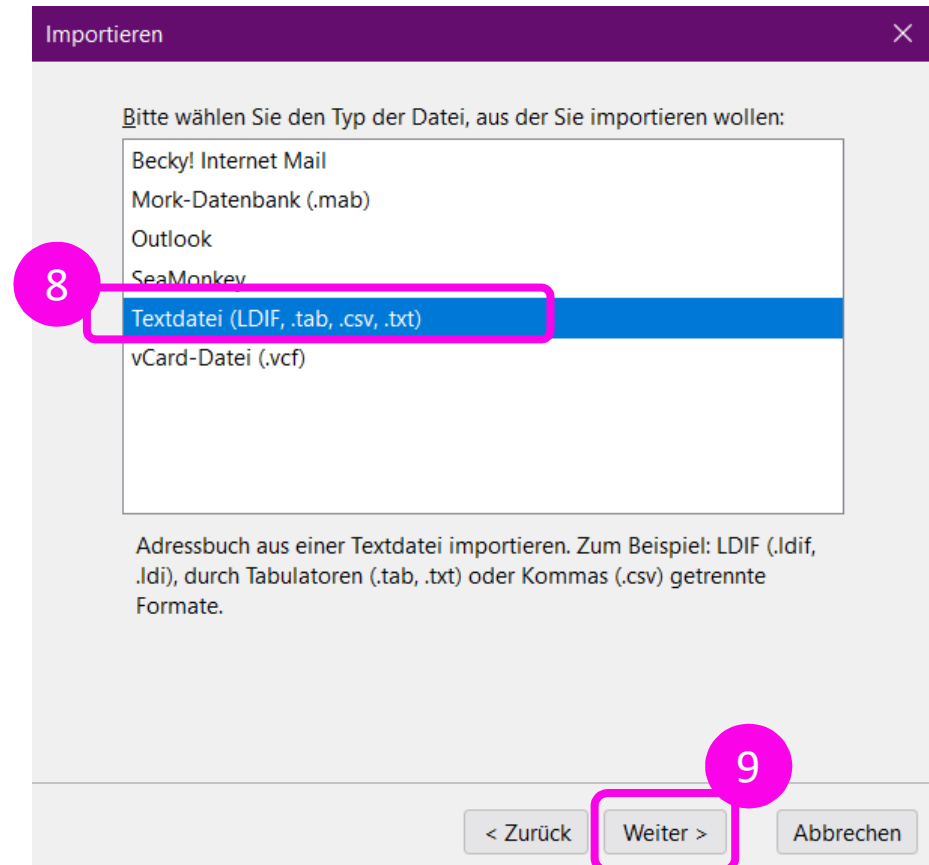 Importieren
Bitte wählen Sie den Typ der Datei, aus der Sie importieren wollen:
Becky! Internet Mail
Mork-Datenbank (.mab)
Outlook
SeaMonkey
8
Textdatei (LDIF, .tab, .csv, .txt)
vCard-Datei (.vcf)
Adressbuch aus einer Textdatei importieren. Zum Beispiel: LDIF (.ldif,
.ldi), durch Tabulatoren (.tab, .txt) oder Kommas (.csv) getrennte
Formate.
9
< Zurück Weiter > Abbrechen